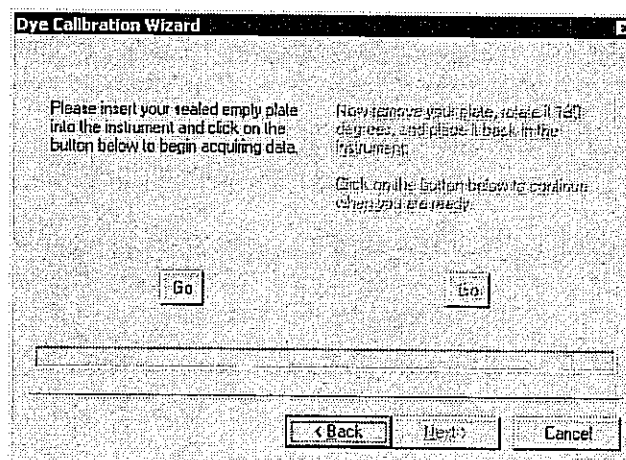 Dye Calibration Wizard
Please insert your sealed empty plate
into the instrument and click on the
button below to begin acquiring data.
Now remove your plate, rotate it 180
degrees, and place it back in the
instrument.
Click on the button below to continue
when you are ready.
Go
Go
< Back
Next >
Cancel